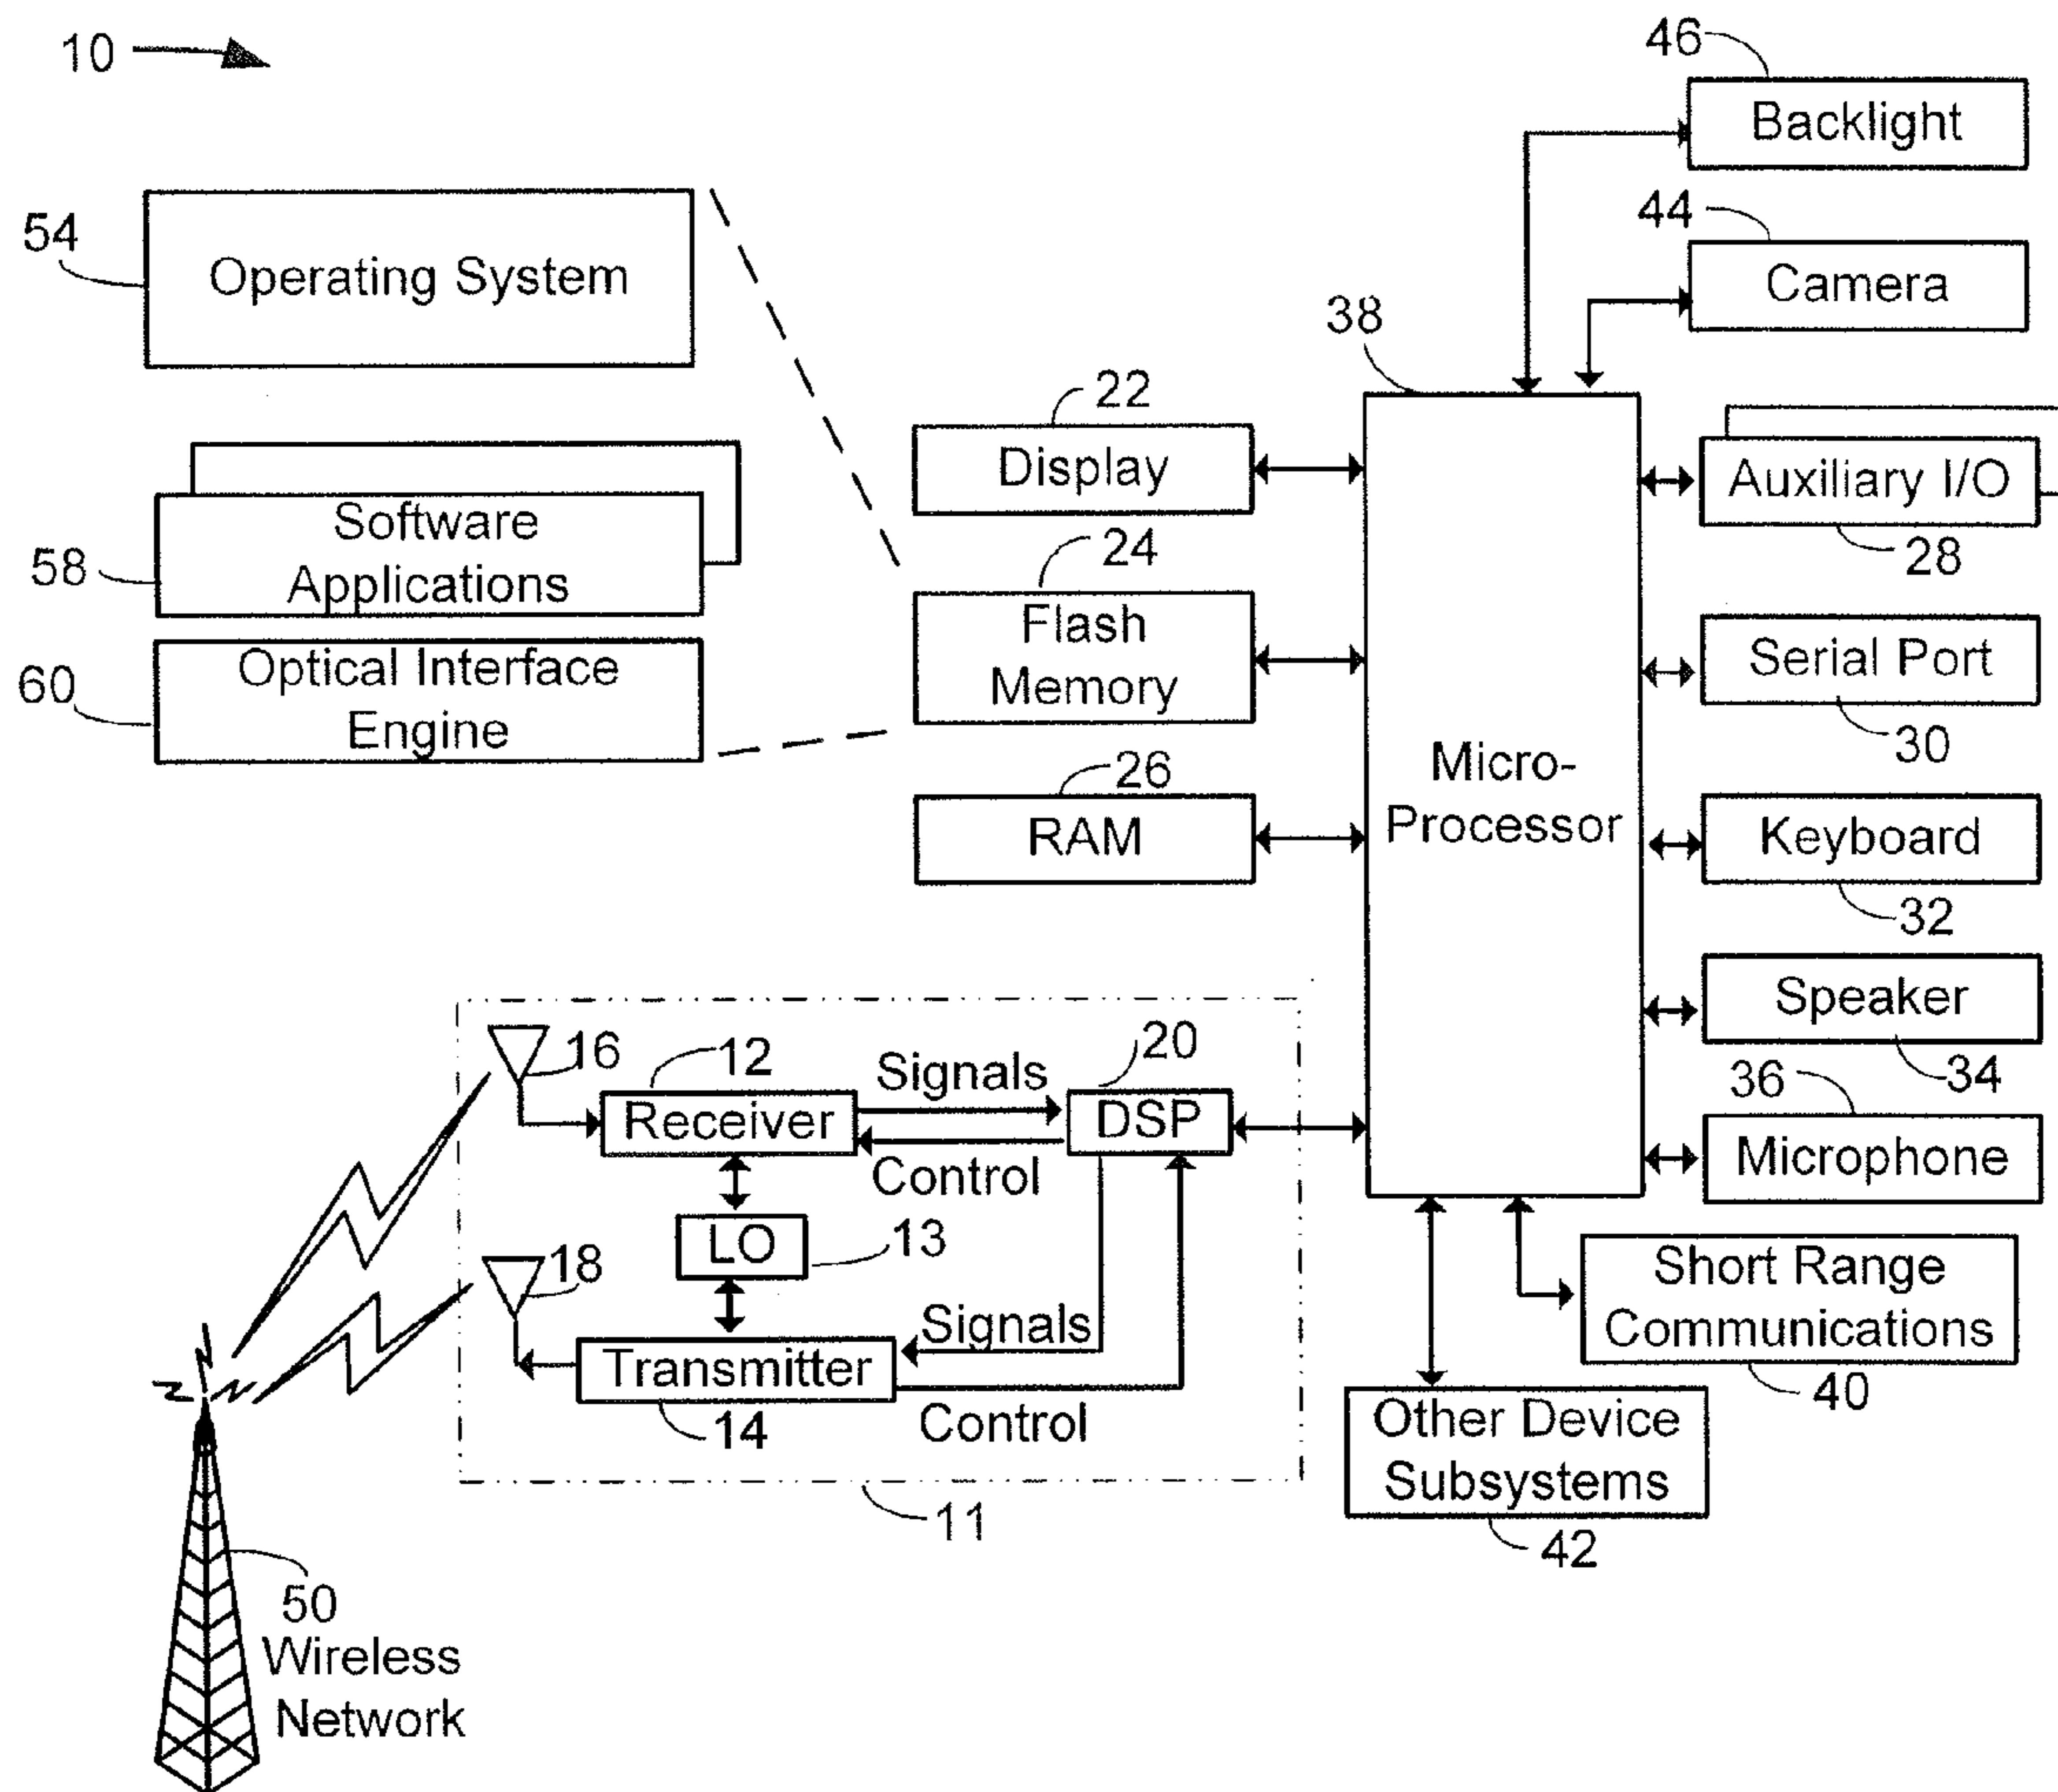 10
46
Backlight
44
Camera
54
Operating System
38
22
Display
Auxiliary I/O
28
58
Software
Applications
24
Flash
Memory
Serial Port
30
60
Optical Interface
Engine
26
RAM
Micro-
Processor
Keyboard
32
Speaker
34
16
12
Receiver
Signals
Control
20
DSP
36
Microphone
LO
13
18
Signals
Transmitter
14
Control
11
Short Range
Communications
40
Other Device
Subsystems
42
50
Wireless
Network